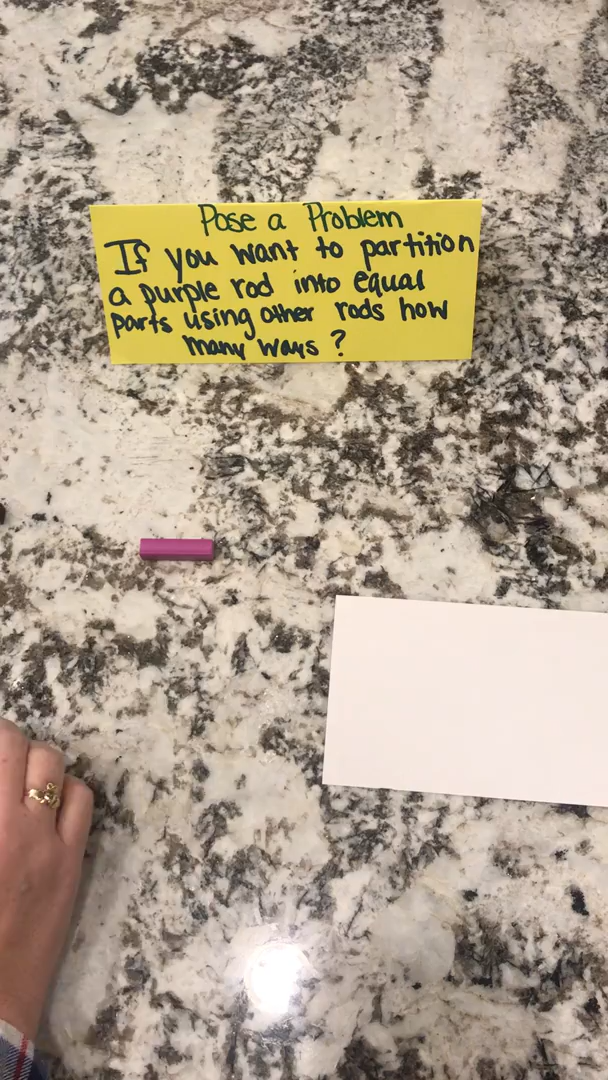 Pose a Problem
If you want to partition
a purple rod into equal
parts using other rods how
many ways ?